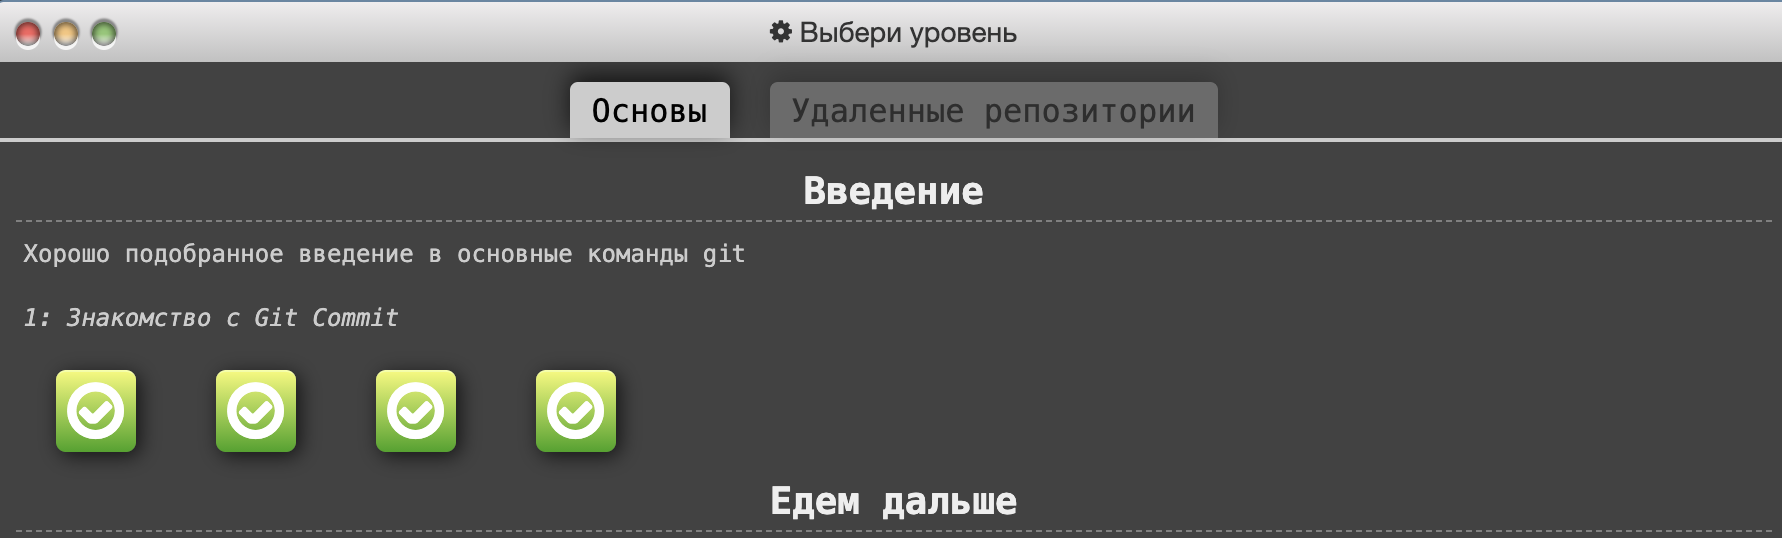 Выбери уровень
Основы
Удаленные репозитории
Введение
Хорошо подобранное введение в основные команды git
1: Знакомство с Git Commit
Едем дальше